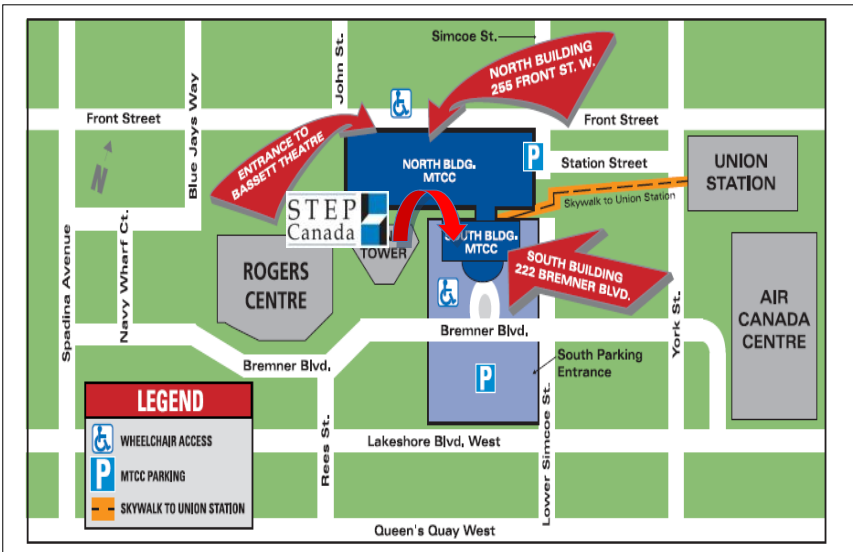 Simcoe St.
John St.
Blue Jays Way
NORTH BUILDING
255 FRONT ST. W.
Front Street
Front Street
N
ENTRANCE TO
BASSETT THEATRE
NORTH BLDG.
MTCC
P
Station Street
UNION
STATION
Skywalk to Union Station
STEP
Canada
TOWER
SOUTH BLDG.
MTCC
SOUTH BUILDING
222 BREMNER BLVD.
ROGERS
CENTRE
Spadina Avenue
Navy Wharf Ct.
York St.
AIR
CANADA
CENTRE
Bremner Blvd.
Bremner Blvd.
South Parking
Entrance
P
LEGEND
WHEELCHAIR ACCESS
P
MTCC PARKING
SKYWALK TO UNION STATION
Rees St.
Lakeshore Blvd. West
Lower Simcoe St.
Queen's Quay West